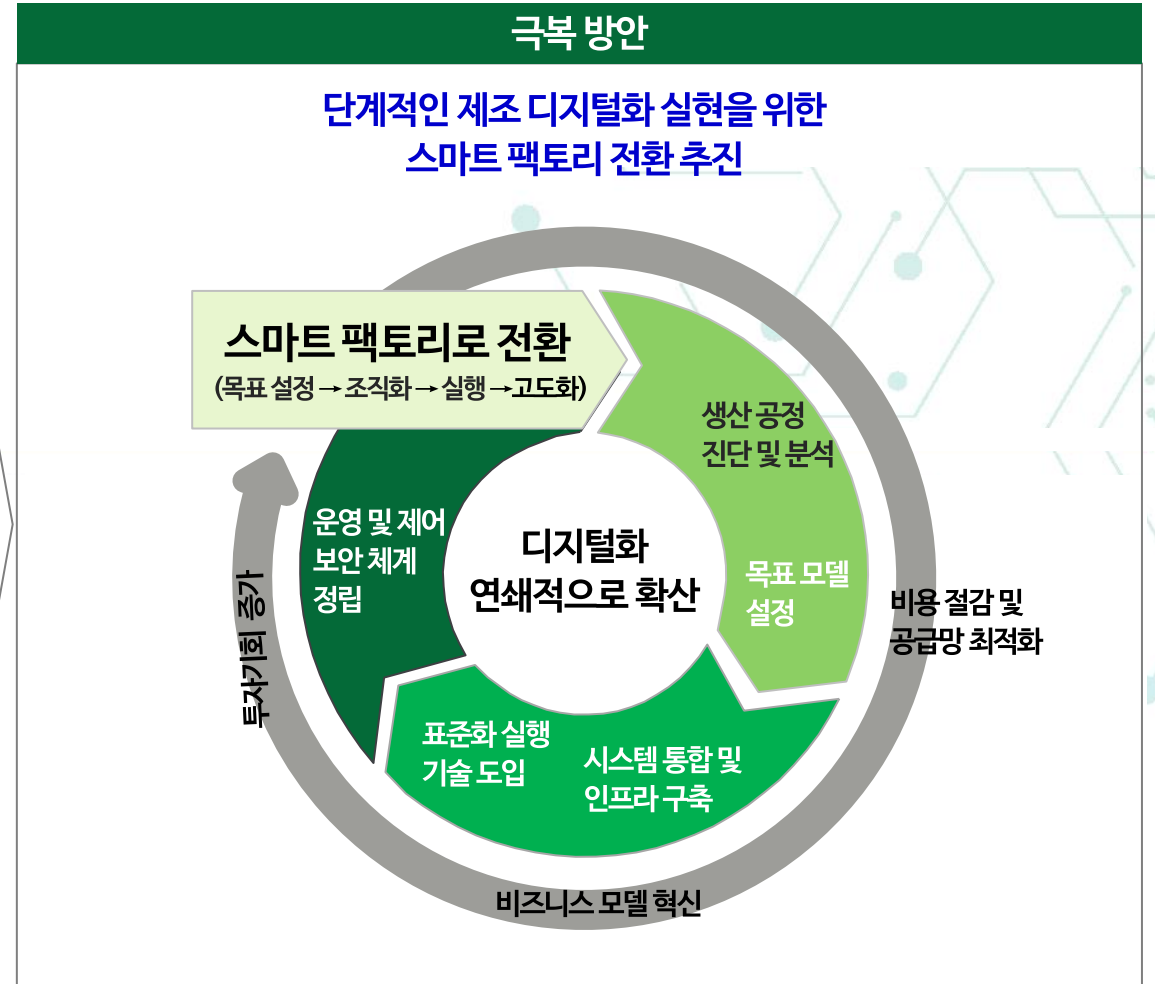 극복 방안
단계적인 제조 디지털화 실현을 위한
스마트 팩토리 전환 추진
스마트 팩토리로 전환
(목표 설정→조직화→실행→고도화)
생산 공정
진단 및 분석
목표 모델
설정
시스템 통합 및
인프라 구축
표준화 실행
기술 도입
운영 및 제어
보안 체계
정립
디지털화
연쇄적으로 확산
비용 절감 및
공급망 최적화
비즈니스 모델 혁신
투자기회 증가